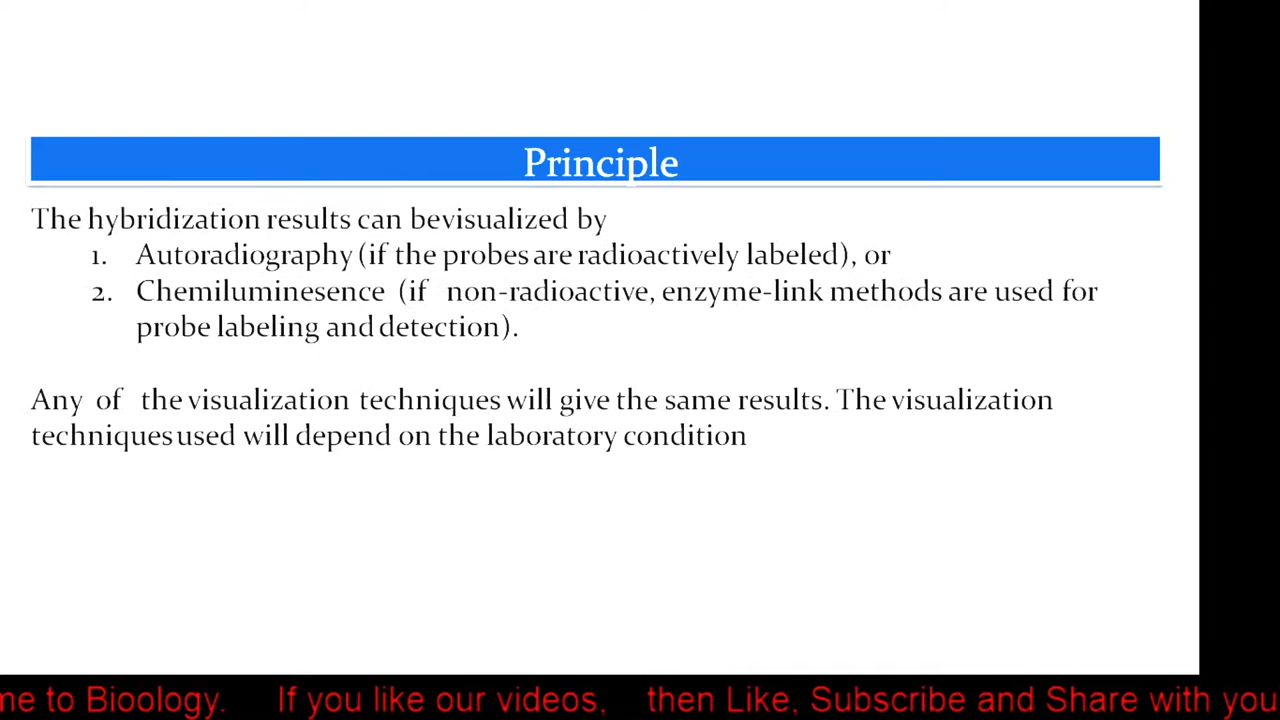 Principle
The hybridization results can bevisualized by
1. Autoradiography (if the probes are radioactively labeled), or
2. Chemiluminesence (if non-radioactive, enzyme-link methods are used for
probe labeling and detection).
Any of the visualization techniques will give the same results. The visualization
techniques used will depend on the laboratory condition
me to Bioology. If you like our videos, then Like, Subscribe and Share with you